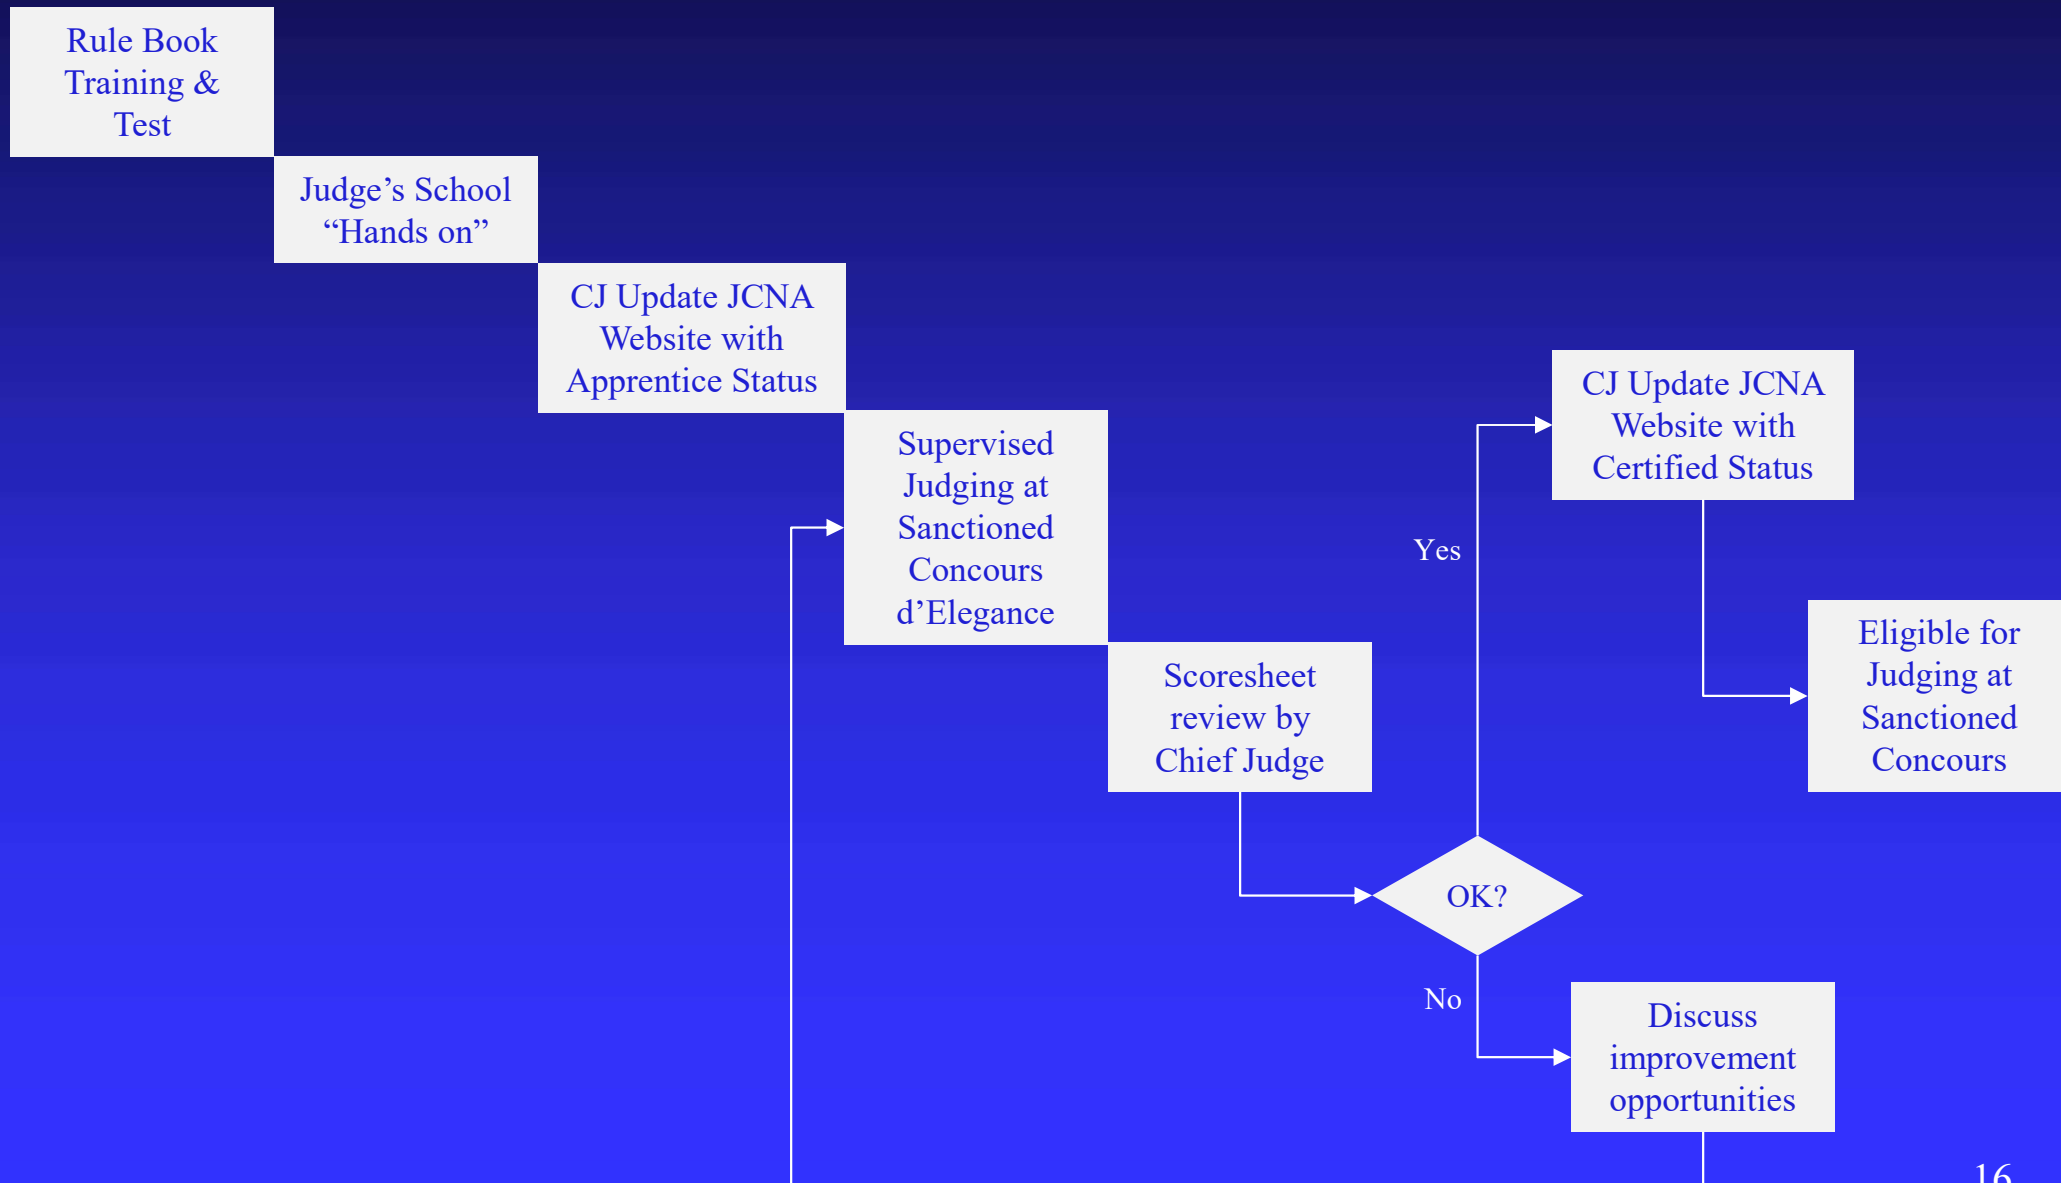 Rule Book
Training &
Test
Judge’s School
“Hands on”
CJ Update JCNA
Website with
Apprentice Status
Supervised
Judging at
Sanctioned
Concours
d’Elegance
Scoresheet
review by
Chief Judge
OK?
Yes
CJ Update JCNA
Website with
Certified Status
Eligible for
Judging at
Sanctioned
Concours
No
Discuss
improvement
opportunities
16